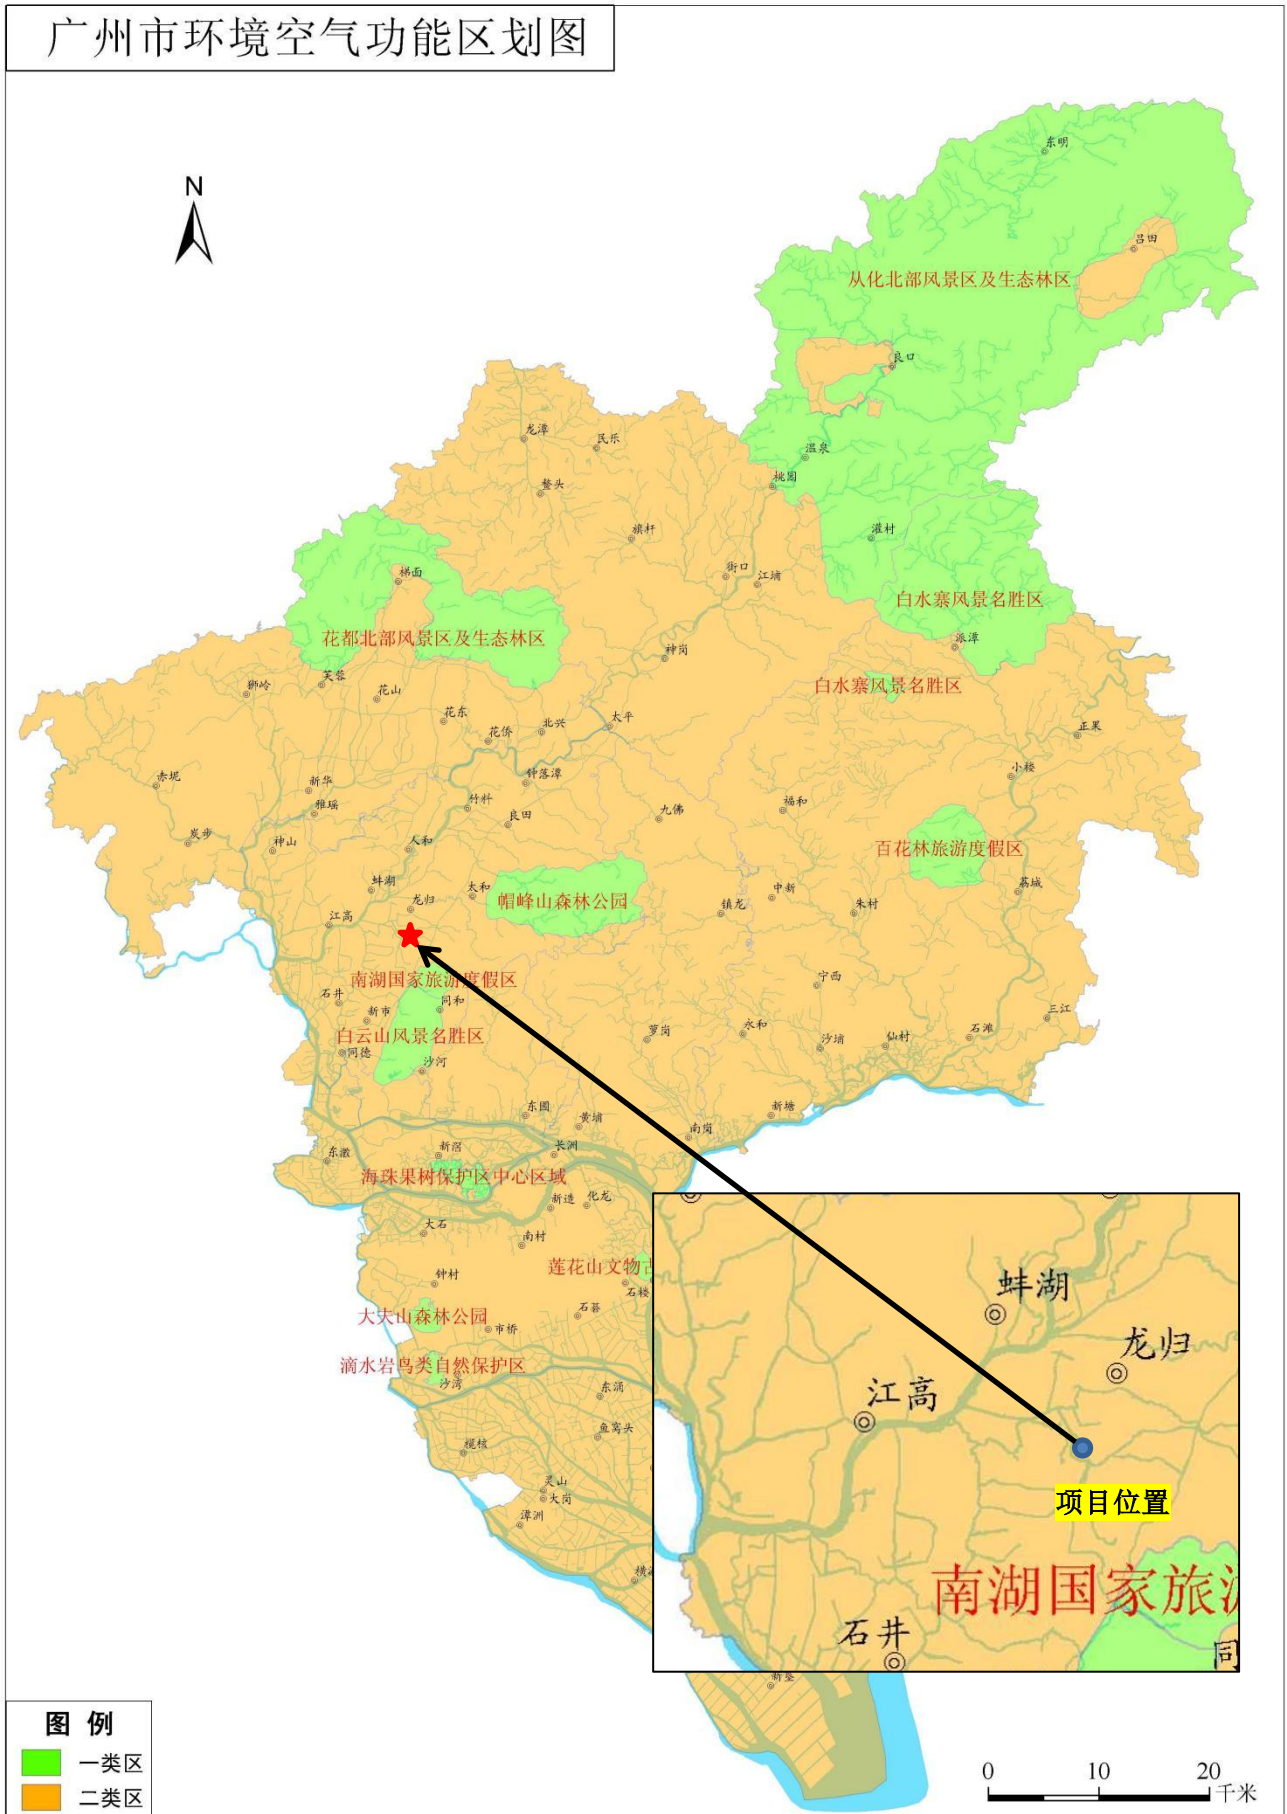 广州市环境空气功能区划图
N
东明
吕田
从化北部风景区及生态林区
良口
龙潭
民乐
温泉
桃园
鳌头
旗杆
灌村
街口
江埔
梯面
白水寨风景名胜区
花都北部风景区及生态林区
派潭
神岗
芙蓉
狮岭
花山
白水寨风景名胜区
花东
花侨
北兴
太平
正果
赤坭
新华
钟落潭
小楼
雅瑶
竹料
良田
九佛
福和
炭步
神山
人和
百花林旅游度假区
蚌湖
太和
中新
荔城
龙归
帽峰山森林公园
镇龙
朱村
江高
南湖国家旅游度假区
宁西
石井
同和
新市
三江
白云山风景名胜区
萝岗
永和
沙埔
仙村
石滩
同德
沙河
东圃
黄埔
新塘
南岗
东漖
新滘
长洲
海珠果树保护区中心区域
新造
化龙
大石
南村
莲花山文物古
钟村
石楼
大夫山森林公园
石碁
市桥
滴水岩鸟类自然保护区
沙湾
东涌
鱼窝头
榄核
灵山
大岗
潭洲
横
新垦
蚌湖
龙归
江高
项目位置
南湖国家旅游
石井
同
图 例
一类区
二类区
0 10 20
千米